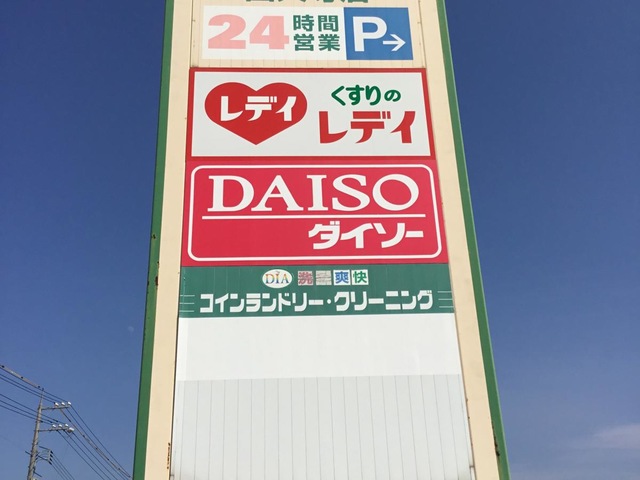 24時間
営業
P→
レデイ
くすりの
レデイ
DAISO
ダイソー
DIA 洗濯爽快
コインランドリー・クリーニング